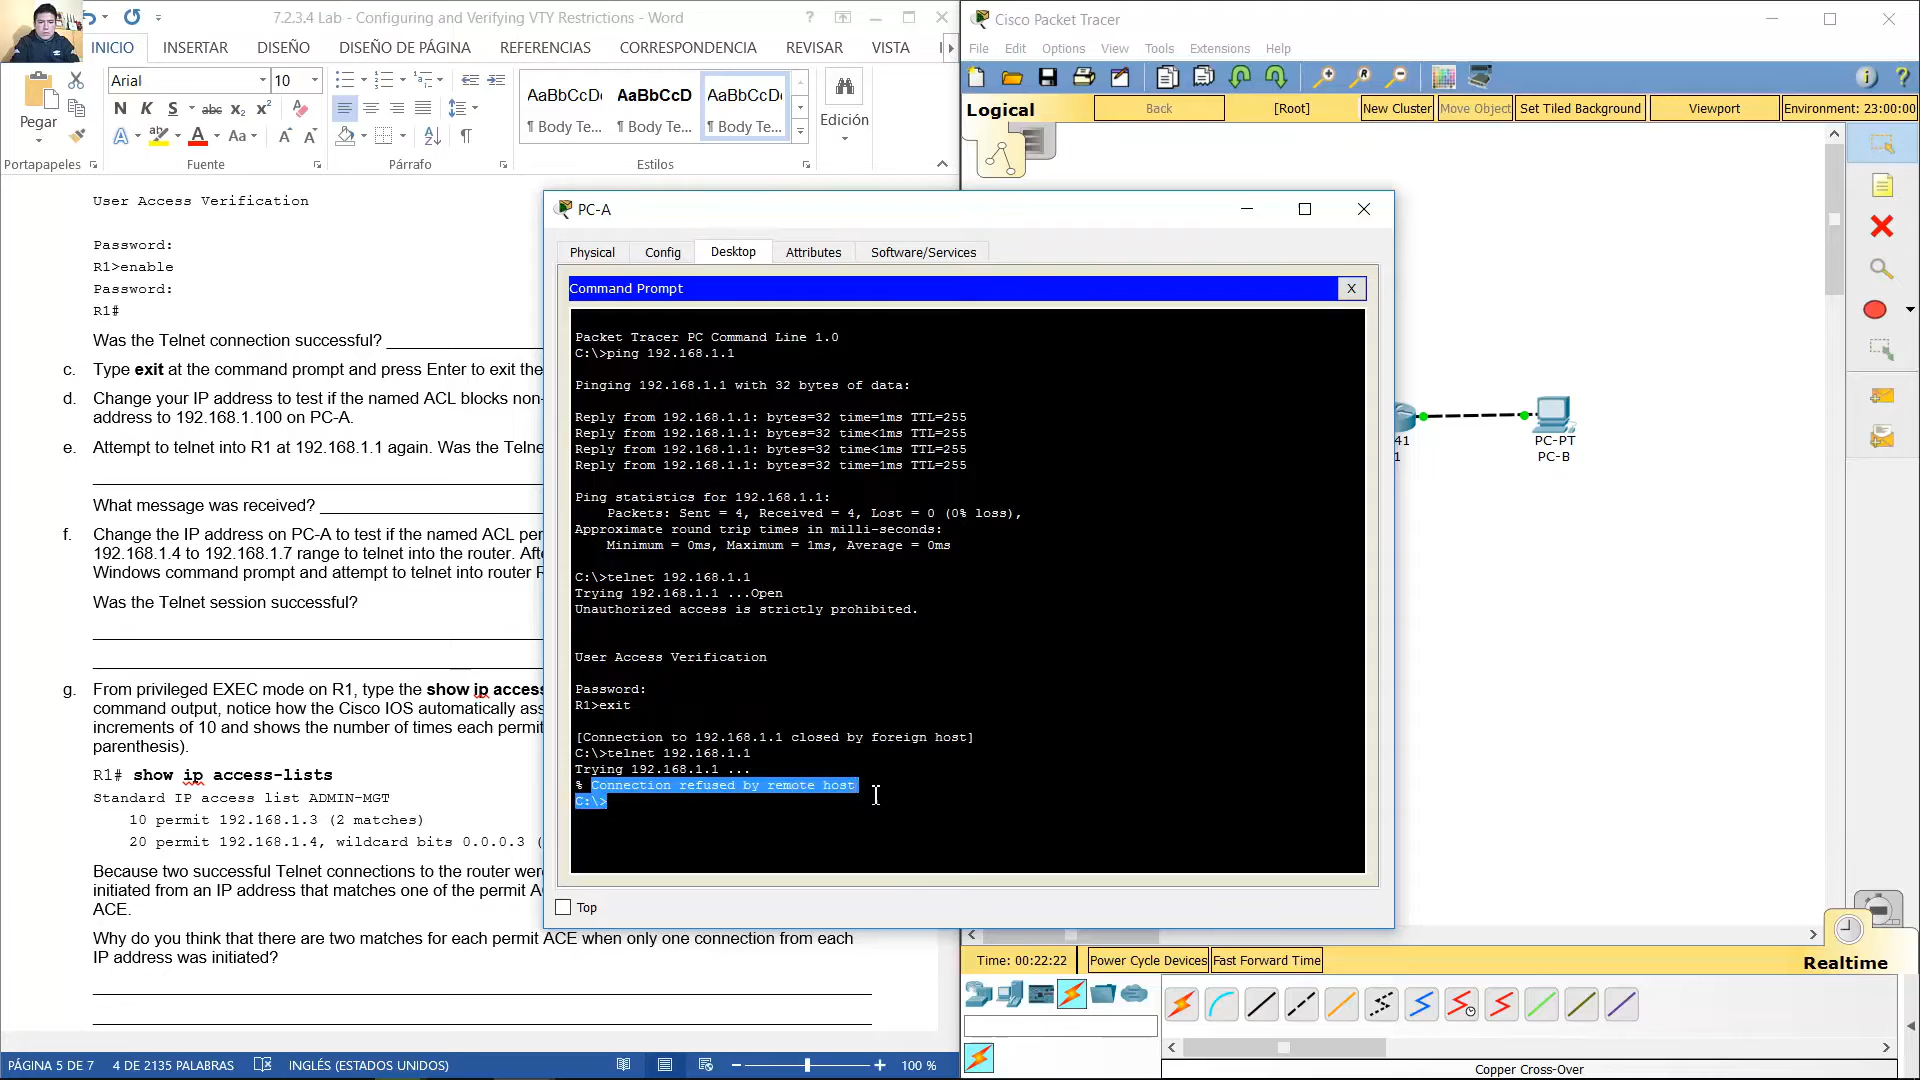 7.2.3.4 Lab - Configuring and Verifying VTY Restrictions - Word
INICIO INSERTAR DISEÑO DISEÑO DE PÁGINA REFERENCIAS CORRESPONDENCIA REVISAR VISTA
Arial 10
Pegar
N K S abc x₂ x² 
A A Aa A A
AaBbCcDc AaBbCcD AaBbCcDc
¶ Body Te... ¶ Body Te... ¶ Body Te...
Edición
Portapapeles Fuente Párrafo Estilos
User Access Verification
Password:
R1>enable
Password:
R1#
Was the Telnet connection successful?
c. Type exit at the command prompt and press Enter to exit the
d. Change your IP address to test if the named ACL blocks non-
address to 192.168.1.100 on PC-A.
e. Attempt to telnet into R1 at 192.168.1.1 again. Was the Telne
What message was received?
f. Change the IP address on PC-A to test if the named ACL per
192.168.1.4 to 192.168.1.7 range to telnet into the router. Afte
Windows command prompt and attempt to telnet into router R
Was the Telnet session successful?
g. From privileged EXEC mode on R1, type the show ip access
command output, notice how the Cisco IOS automatically ass
increments of 10 and shows the number of times each permit
parenthesis).
R1# show ip access-lists
Standard IP access list ADMIN-MGT
10 permit 192.168.1.3 (2 matches)
20 permit 192.168.1.4, wildcard bits 0.0.0.3 (
Because two successful Telnet connections to the router were
initiated from an IP address that matches one of the permit A
ACE.
Why do you think that there are two matches for each permit ACE when only one connection from each
IP address was initiated?
PÁGINA 5 DE 7 4 DE 2135 PALABRAS INGLÉS (ESTADOS UNIDOS) 100 %
Cisco Packet Tracer
File Edit Options View Tools Extensions Help
Logical Back [Root] New Cluster Move Object Set Tiled Background Viewport Environment: 23:00:00
PC-A
Physical Config Desktop Attributes Software/Services
Command Prompt X
Packet Tracer PC Command Line 1.0
C:\>ping 192.168.1.1
Pinging 192.168.1.1 with 32 bytes of data:
Reply from 192.168.1.1: bytes=32 time=1ms TTL=255
Reply from 192.168.1.1: bytes=32 time<1ms TTL=255
Reply from 192.168.1.1: bytes=32 time<1ms TTL=255
Reply from 192.168.1.1: bytes=32 time=1ms TTL=255
Ping statistics for 192.168.1.1:
Packets: Sent = 4, Received = 4, Lost = 0 (0% loss),
Approximate round trip times in milli-seconds:
Minimum = 0ms, Maximum = 1ms, Average = 0ms
C:\>telnet 192.168.1.1
Trying 192.168.1.1 ...Open
Unauthorized access is strictly prohibited.
User Access Verification
Password:
R1>exit
[Connection to 192.168.1.1 closed by foreign host]
C:\>telnet 192.168.1.1
Trying 192.168.1.1 ...
% Connection refused by remote host
C:\>
Top
41
1
PC-PT
PC-B
Time: 00:22:22 Power Cycle Devices Fast Forward Time
Realtime
Copper Cross-Over